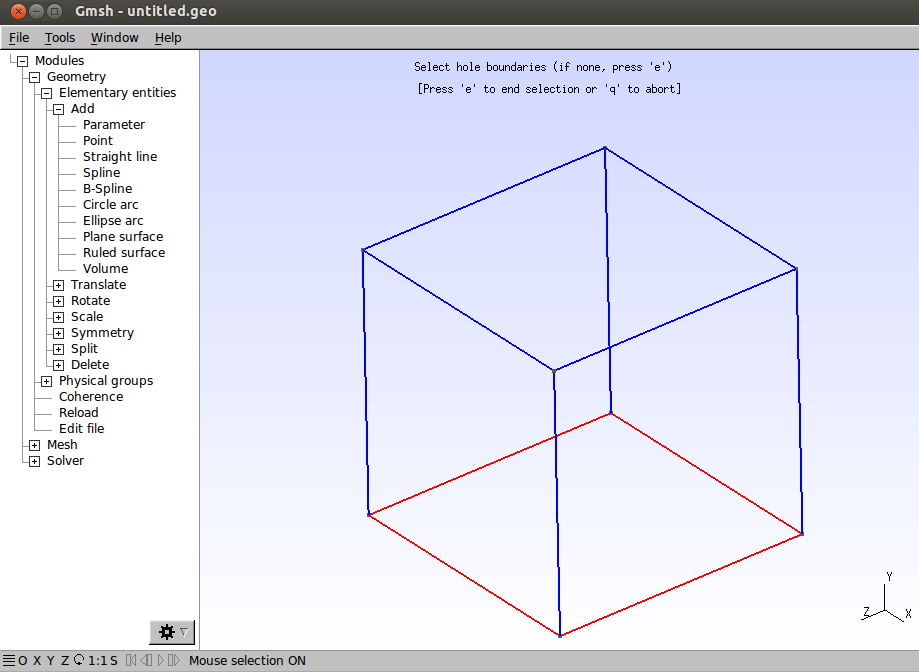 Gmsh - untitled.geo
File Tools Window Help
Modules
Geometry
Elementary entities
Add
Parameter
Point
Straight line
Spline
B-Spline
Circle arc
Ellipse arc
Plane surface
Ruled surface
Volume
Translate
Rotate
Scale
Symmetry
Split
Delete
Physical groups
Coherence
Reload
Edit file
Mesh
Solver
Select hole boundaries (if none, press 'e')
[Press 'e' to end selection or 'q' to abort]
Y
Z
X
O X Y Z 1:1 S Mouse selection ON